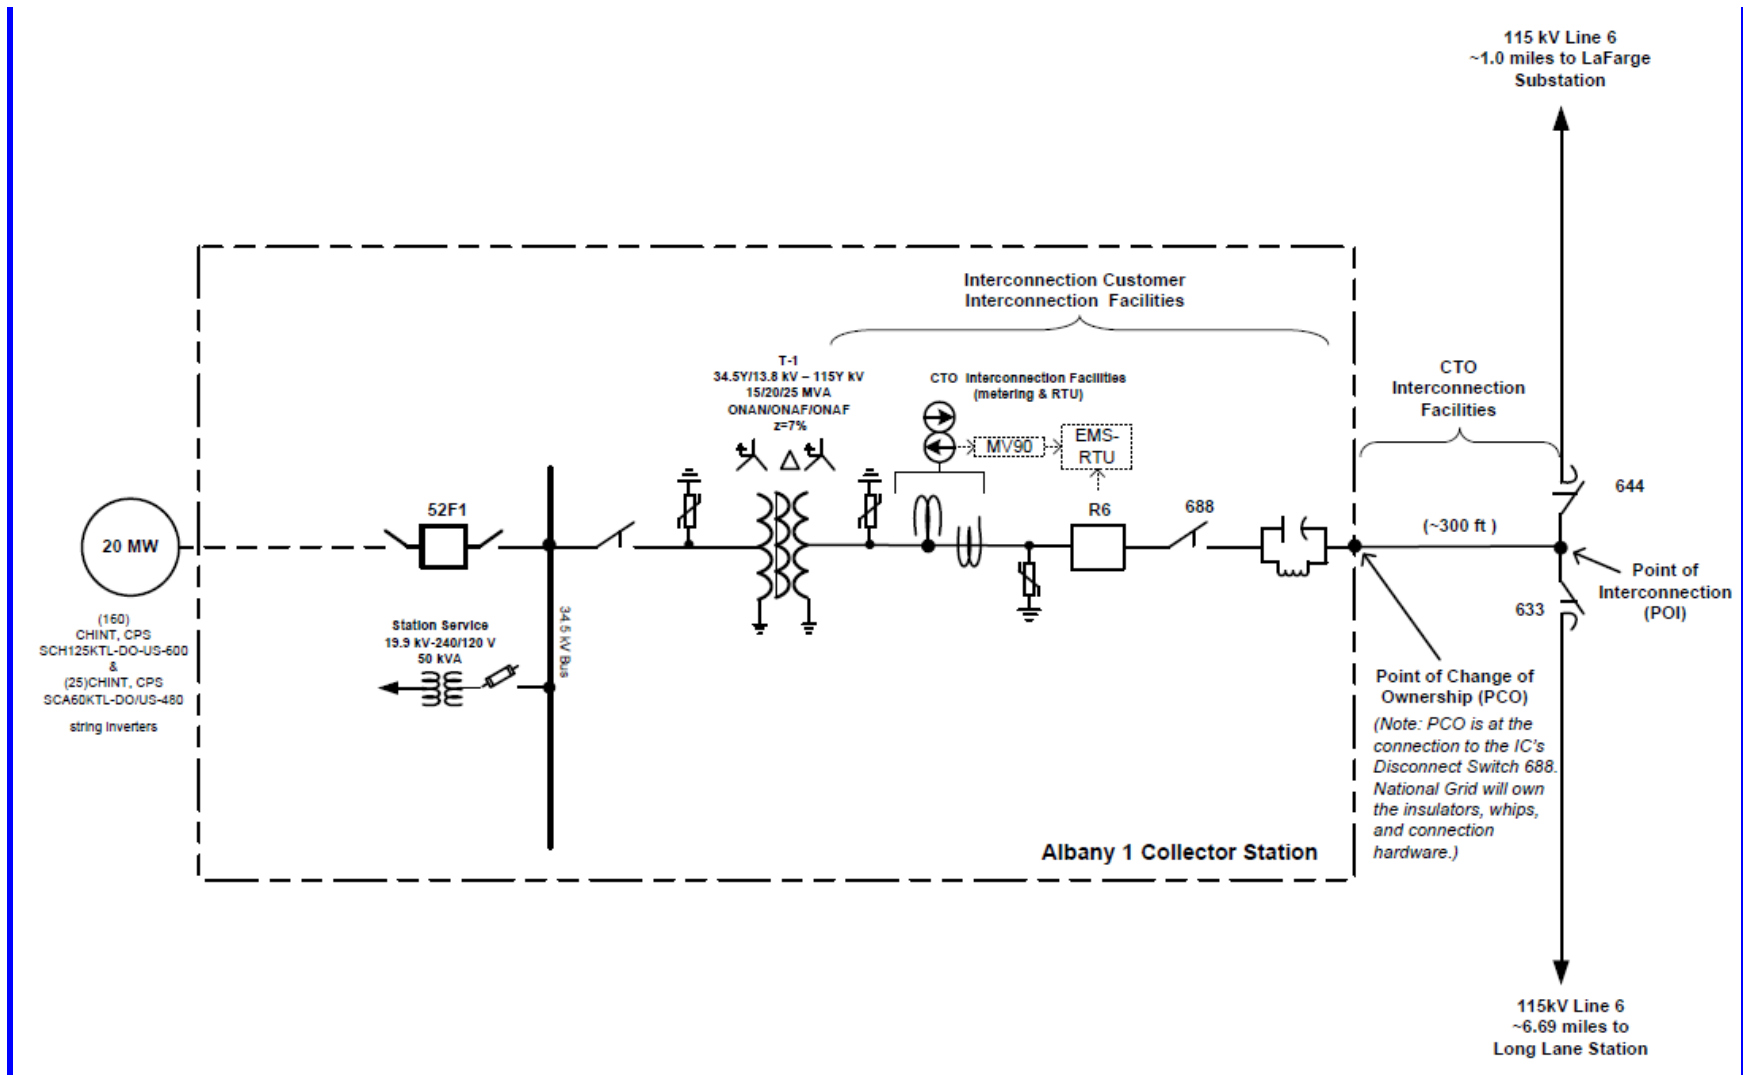 115 kV Line 6
~1.0 miles to LaFarge
Substation
Interconnection Customer
Interconnection Facilities
T-1
34.5Y/13.8 kV – 115Y kV
15/20/25 MVA
ONAN/ONAF/ONAF
z=7%
CTO Interconnection Facilities
(metering & RTU)
MV90
EMS-
RTU
CTO
Interconnection
Facilities
52F1
R6
688
644
(~300 ft )
20 MW
(160)
CHINT, CPS
SCH125KTL-DO-US-600
&
(25)CHINT, CPS
SCA60KTL-DO/US-480
string inverters
Station Service
19.9 kV-240/120 V
50 kVA
34.5 kV Bus
633
Point of
Interconnection
(POI)
Point of Change of
Ownership (PCO)
(Note: PCO is at the
connection to the IC's
Disconnect Switch 688.
National Grid will own
the insulators, whips,
and connection
hardware.)
Albany 1 Collector Station
115kV Line 6
~6.69 miles to
Long Lane Station